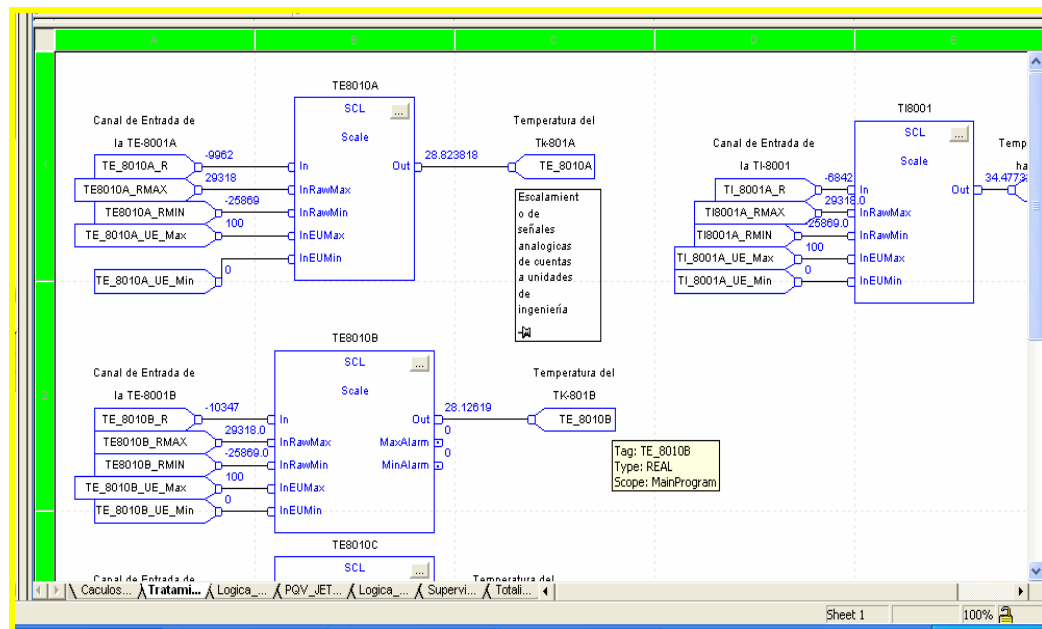 A B C D E
TE8010A
SCL
...
Scale
Canal de Entrada de
la TE-8001A
TE_8010A_R
-9962
In
Out
28.823818
Temperatura del
Tk-801A
TE_8010A
TE8010A_RMAX
29318
InRawMax
TE8010A_RMIN
-25869
InRawMin
TE_8010A_UE_Max
100
InEUMax
TE_8010A_UE_Min
0
InEUMin
Escalamient
o de
señales
analogicas
de cuentas
a unidades
de
ingeniería
TI8001
SCL
...
Scale
Canal de Entrada de
la TI-8001
TI_8001A_R
-6842
In
Out
Temp
ha
TI8001A_RMAX
29318.0
InRawMax
TI8001A_RMIN
-25869.0
InRawMin
TI_8001A_UE_Max
100
InEUMax
TI_8001A_UE_Min
0
InEUMin
1
TE8010B
SCL
...
Scale
Canal de Entrada de
la TE-8001B
TE_8010B_R
-10347
In
Out
28.12619
Temperatura del
TK-801B
TE_8010B
TE8010B_RMAX
29318.0
InRawMax
MaxAlarm
0
TE8010B_RMIN
-25869.0
InRawMin
MinAlarm
0
TE_8010B_UE_Max
100
InEUMax
TE_8010B_UE_Min
0
InEUMin
Tag: TE_8010B
Type: REAL
Scope: MainProgram
2
TE8010C
SCL
...
Canal de Entrada de
Temperatura del
Caculos... Tratami... Logica_... PQV_JET... Logica_... Supervi... Totali...
Sheet 1
100%